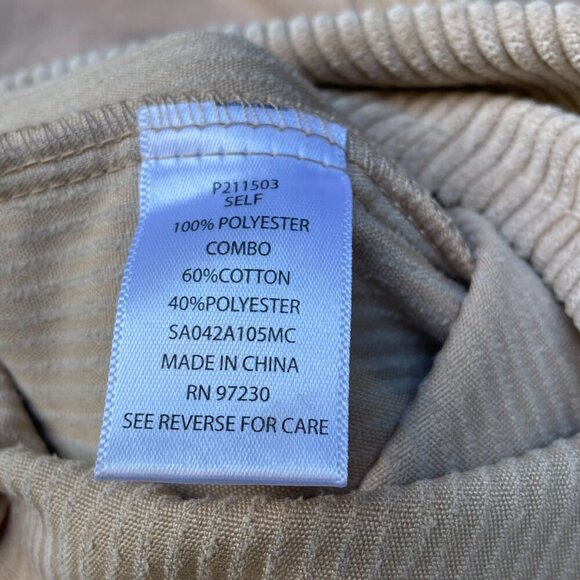 P211503
SELF
100% POLYESTER
COMBO
60%COTTON
40%POLYESTER
SA042A105MC
MADE IN CHINA
RN 97230
SEE REVERSE FOR CARE